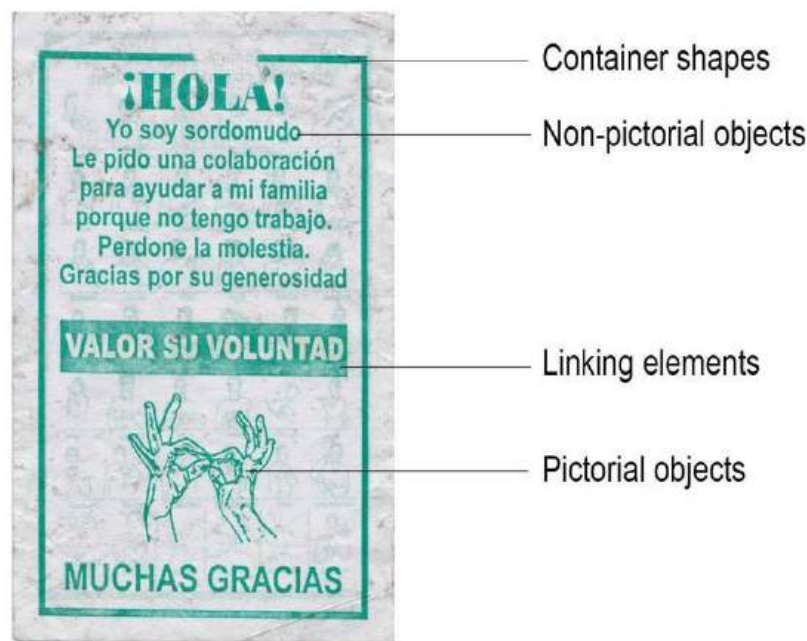 ¡HOLA!
Yo soy sordomudo
Le pido una colaboración
para ayudar a mi familia
porque no tengo trabajo.
Perdone la molestia.
Gracias por su generosidad
VALOR SU VOLUNTAD
MUCHAS GRACIAS
Container shapes
Non-pictorial objects
Linking elements
Pictorial objects